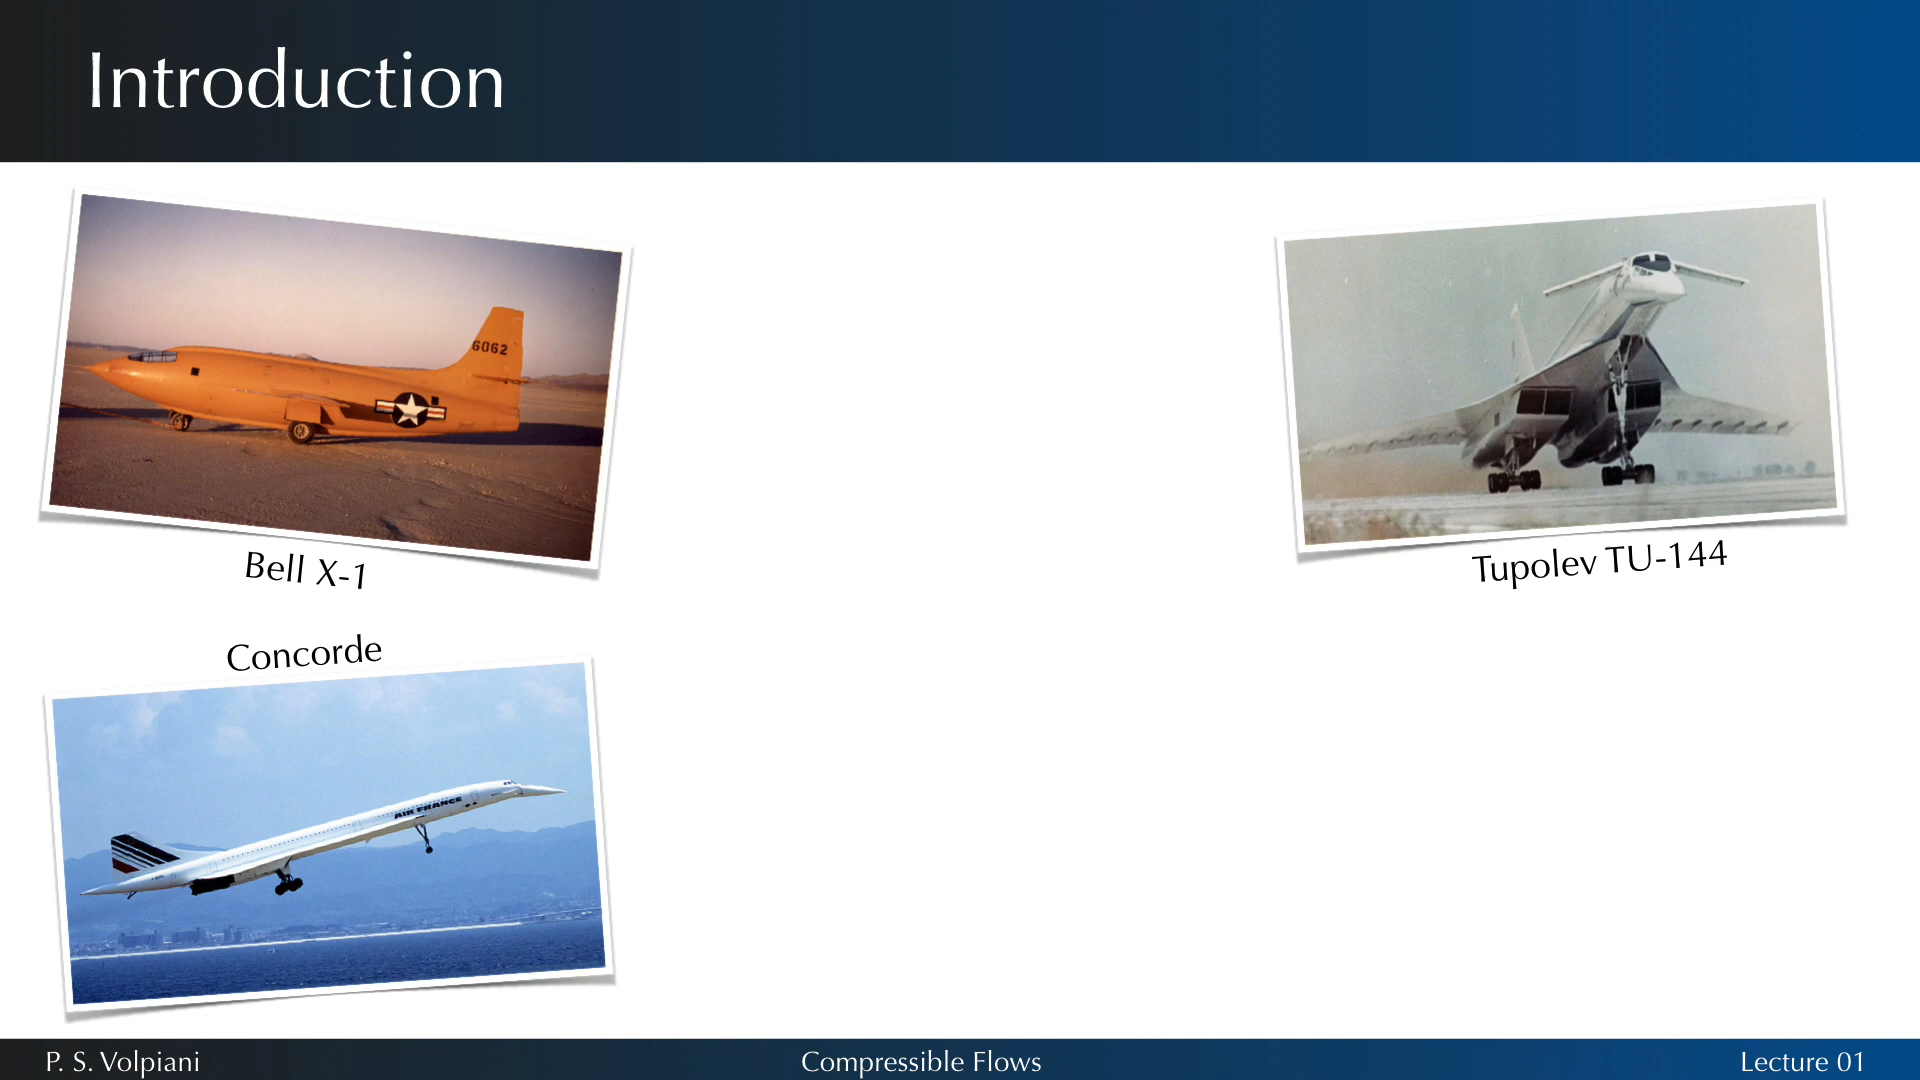 Introduction
6062
Bell X-1
Tupolev TU-144
Concorde
AIR FRANCE
P. S. Volpiani
Compressible Flows
Lecture 01